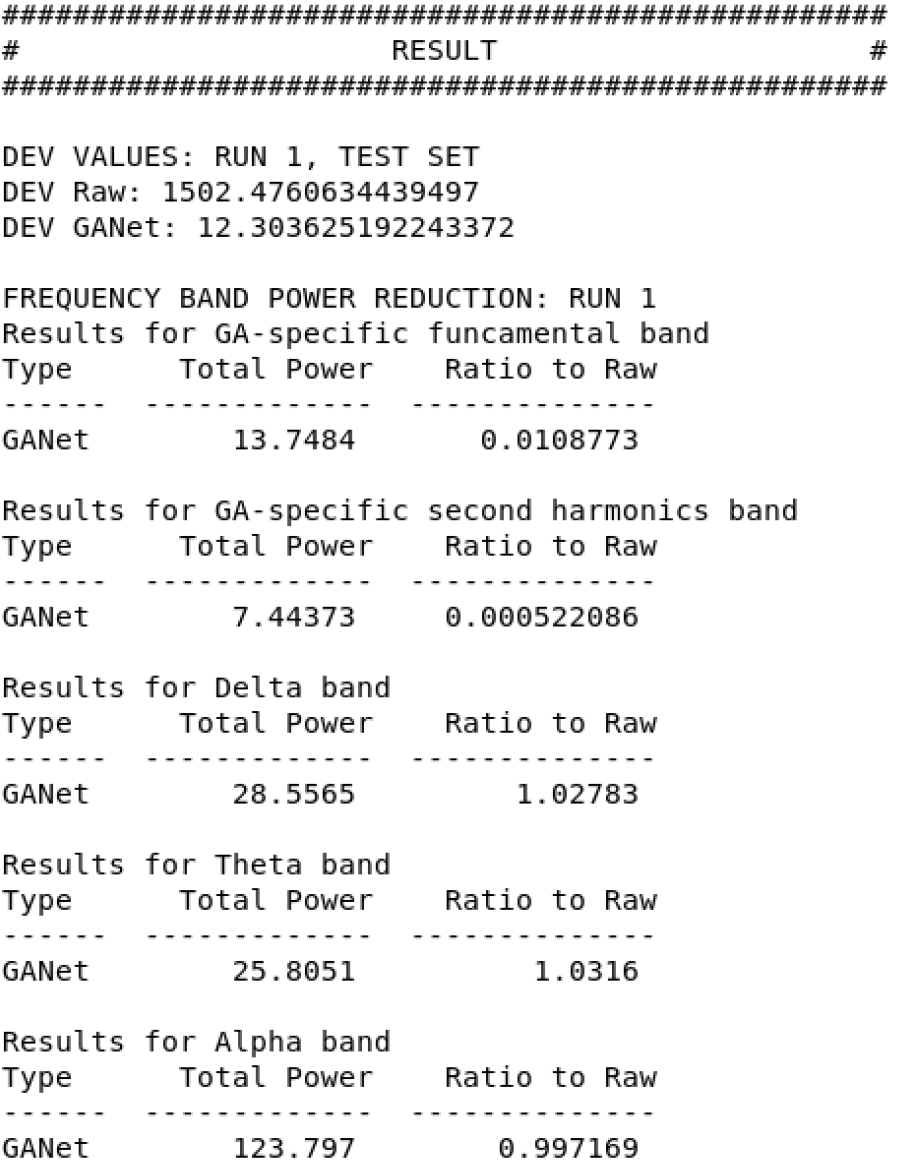 ##################################################
# RESULT #
##################################################
DEV VALUES: RUN 1, TEST SET
DEV Raw: 1502.4760634439497
DEV GANet: 12.303625192243372
FREQUENCY BAND POWER REDUCTION: RUN 1
Results for GA-specific funcamental band
Type Total Power Ratio to Raw
------ ------------- --------------
GANet 13.7484 0.0108773
Results for GA-specific second harmonics band
Type Total Power Ratio to Raw
------ ------------- --------------
GANet 7.44373 0.000522086
Results for Delta band
Type Total Power Ratio to Raw
------ ------------- --------------
GANet 28.5565 1.02783
Results for Theta band
Type Total Power Ratio to Raw
------ ------------- --------------
GANet 25.8051 1.0316
Results for Alpha band
Type Total Power Ratio to Raw
------ ------------- --------------
GANet 123.797 0.997169